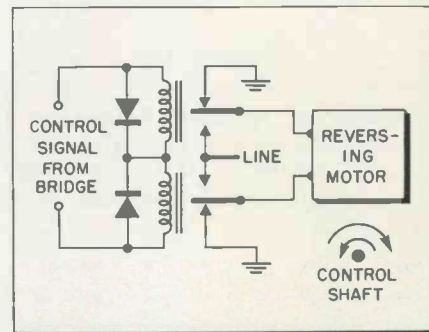 CONTROL
SIGNAL
FROM
BRIDGE
LINE
REVERS-
ING
MOTOR
CONTROL
SHAFT